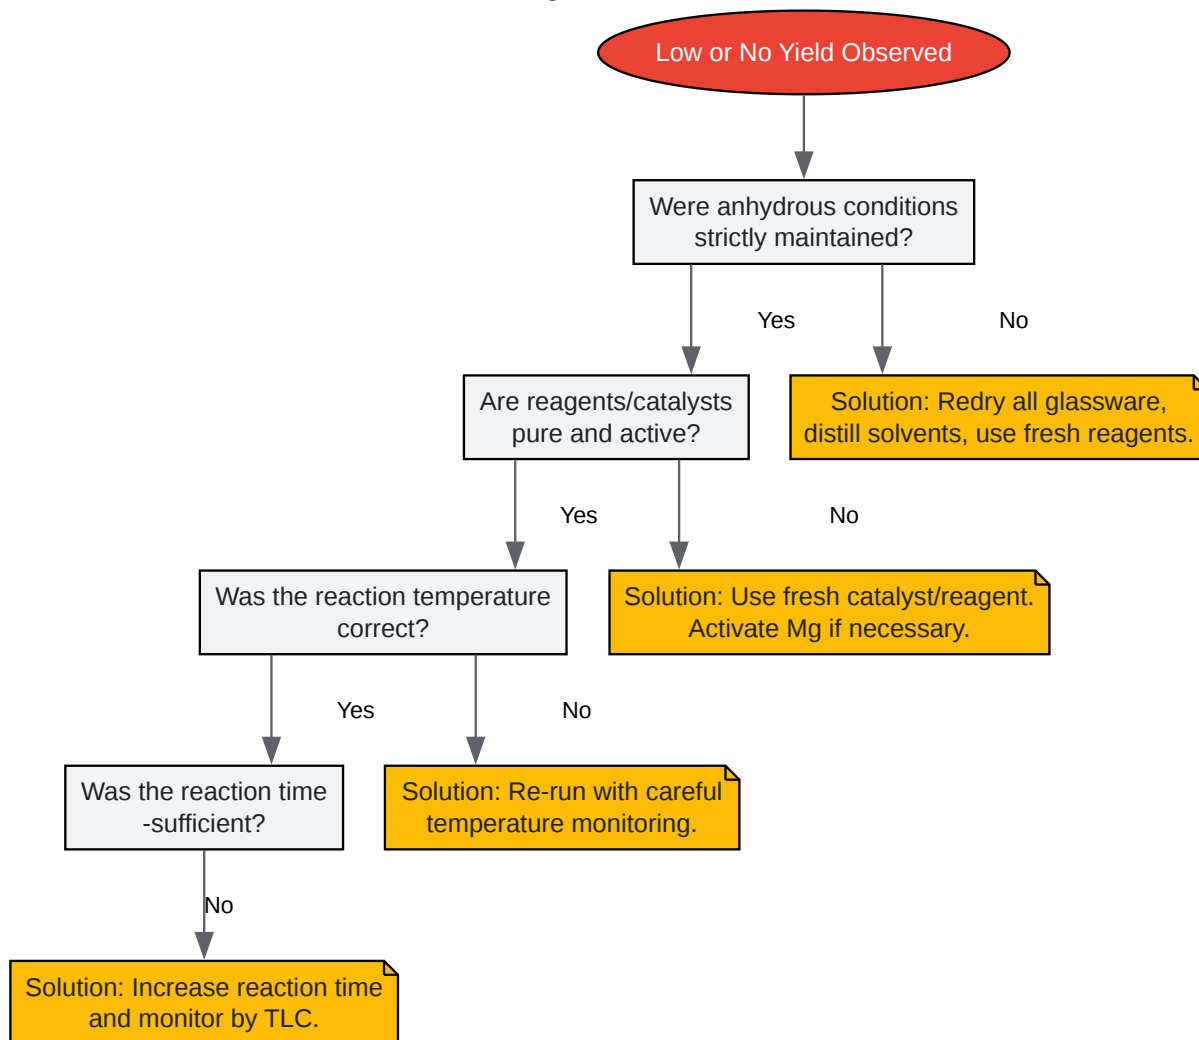 Low or No Yield Observed
Were anhydrous conditions
strictly maintained?
Yes
No
Are reagents/catalysts
pure and active?
Solution: Redry all glassware,
distill solvents, use fresh reagents.
Yes
No
Was the reaction temperature
correct?
Solution: Use fresh catalyst/reagent.
Activate Mg if necessary.
Yes
No
Was the reaction time
-sufficient?
Solution: Re-run with careful
temperature monitoring.
No
Solution: Increase reaction time
and monitor by TLC.